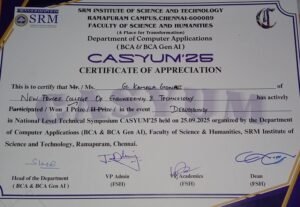 SRM
SRM INSTITUTE OF SCIENCE AND TECHNOLOGY
RAMAPURAM CAMPUS, CHENNAI-600089
FACULTY OF SCIENCE AND HUMANITIES
(A Place for Transformation)
Department of Computer Applications
(BCA & BCA Gen AI)
CASYUM'25
CERTIFICATE OF APPRECIATION
This is certify that Mr. / Ms. G. of
College Of Engineering & Technology has actively
Participated / Won I Prize / II Prize / in the event
in National Level Technical Symposium CASYUM'25 held on 25.09.2025 organized by the Department
of Computer Applications (BCA & BCA Gen AI), Faculty of Science & Humanities, SRM Institute of
Science and Technology, Ramapuram, Chennai.
Head of the Department
(BCA & BCA Gen AI)
VP Admin
(FSH)
VP Academics
(FSH)
Dean
(FSH)